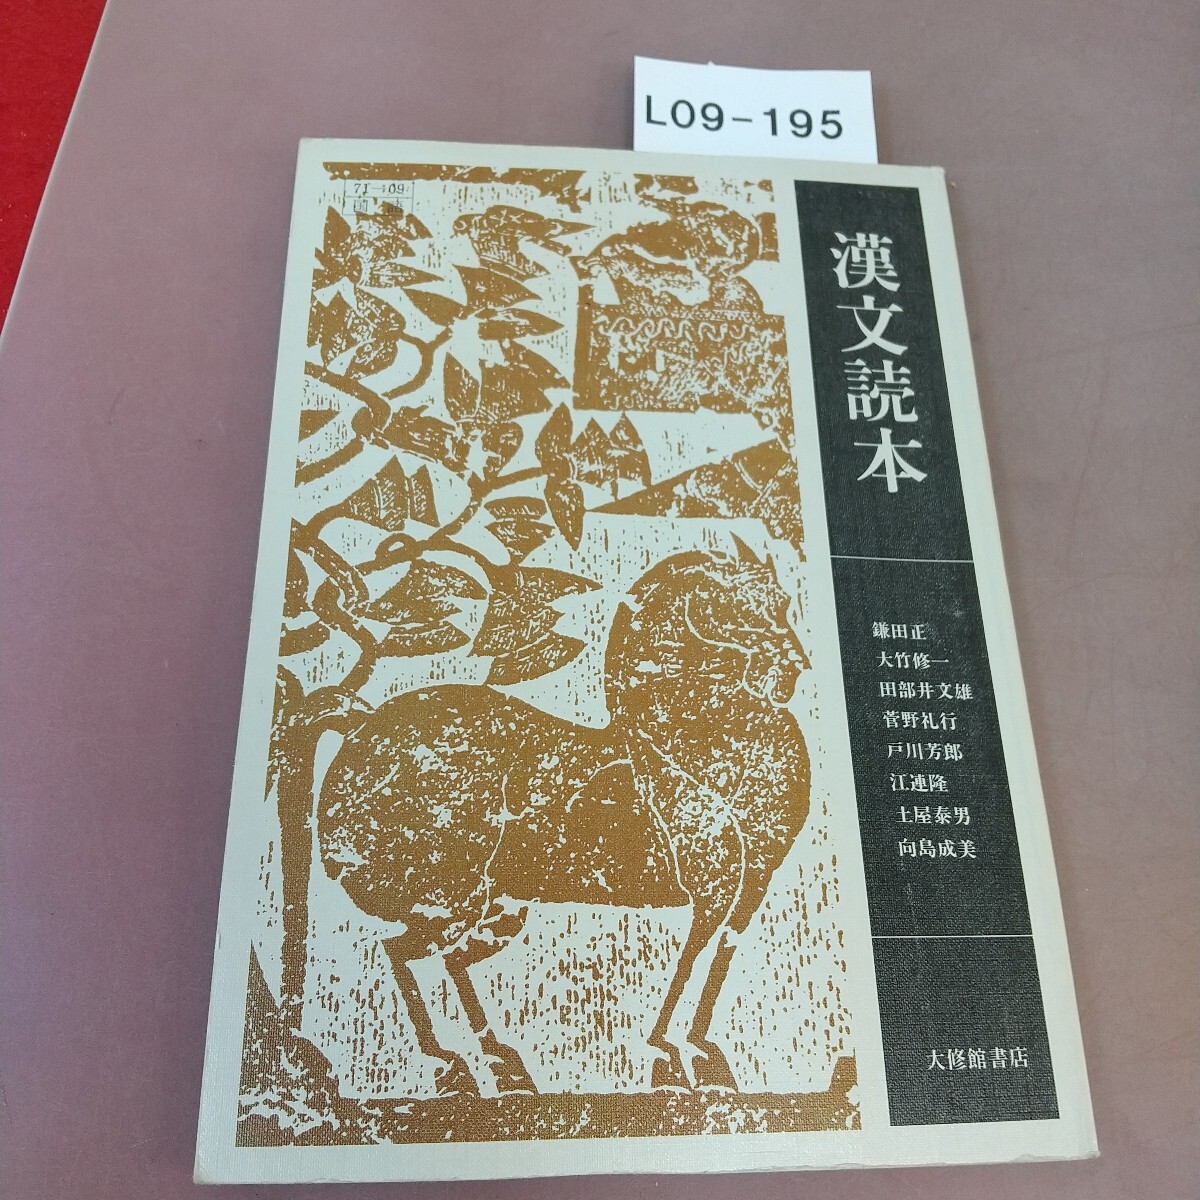 L09-195
漢文読本
鎌田正
大竹修一
田部井文雄
菅野礼行
戸川芳郎
江連隆
土屋泰男
向島成美
大修館書店